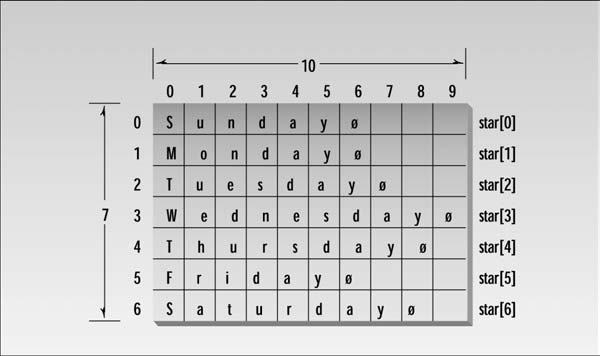 10
0 1 2 3 4 5 6 7 8 9
0 S u n d a y ø star[0]
1 M o n d a y ø star[1]
2 T u e s d a y ø star[2]
7 3 W e d n e s d a y ø star[3]
4 T h u r s d a y ø star[4]
5 F r i d a y ø star[5]
6 S a t u r d a y ø star[6]